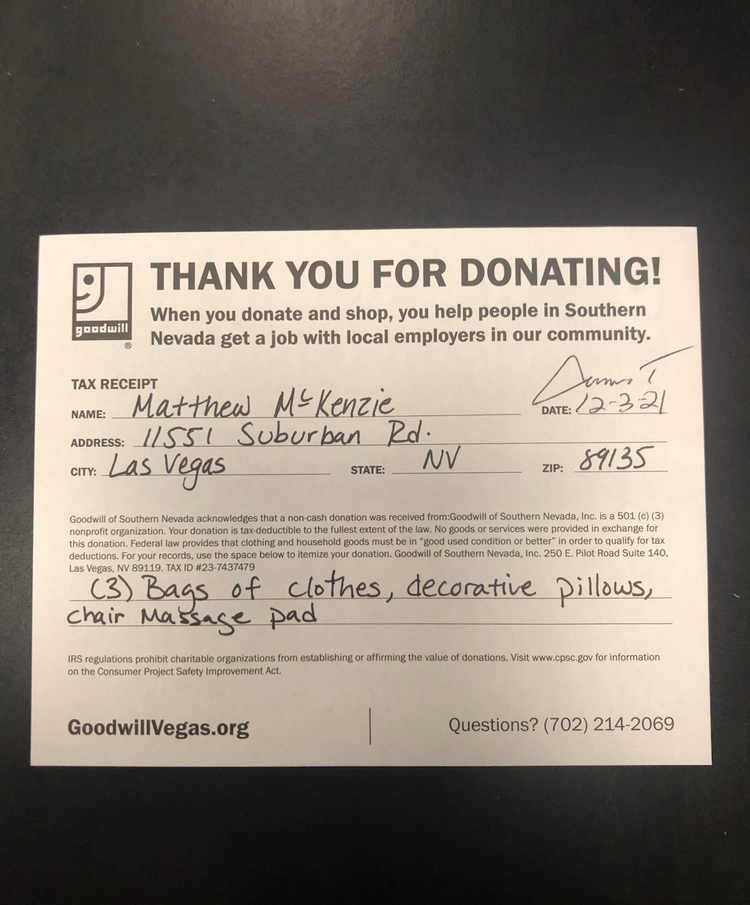 goodwill
®
THANK YOU FOR DONATING!
When you donate and shop, you help people in Southern
Nevada get a job with local employers in our community.
TAX RECEIPT
NAME: Matthew McKenzie
DATE: 12-3-21
ADDRESS: 11551 Suburban Rd.
CITY: Las Vegas STATE: NV ZIP: 89135
Goodwill of Southern Nevada acknowledges that a non-cash donation was received from:Goodwill of Southern Nevada, Inc. is a 501 (c) (3)
nonprofit organization. Your donation is tax-deductible to the fullest extent of the law. No goods or services were provided in exchange for
this donation. Federal law provides that clothing and household goods must be in “good used condition or better” in order to qualify for tax
deductions. For your records, use the space below to itemize your donation. Goodwill of Southern Nevada, Inc. 250 E. Pilot Road Suite 140,
Las Vegas, NV 89119. TAX ID #23-7437479
(3) Bags of clothes, decorative pillows,
chair Massage pad
IRS regulations prohibit charitable organizations from establishing or affirming the value of donations. Visit www.cpsc.gov for information
on the Consumer Project Safety Improvement Act.
GoodwillVegas.org
Questions? (702) 214-2069